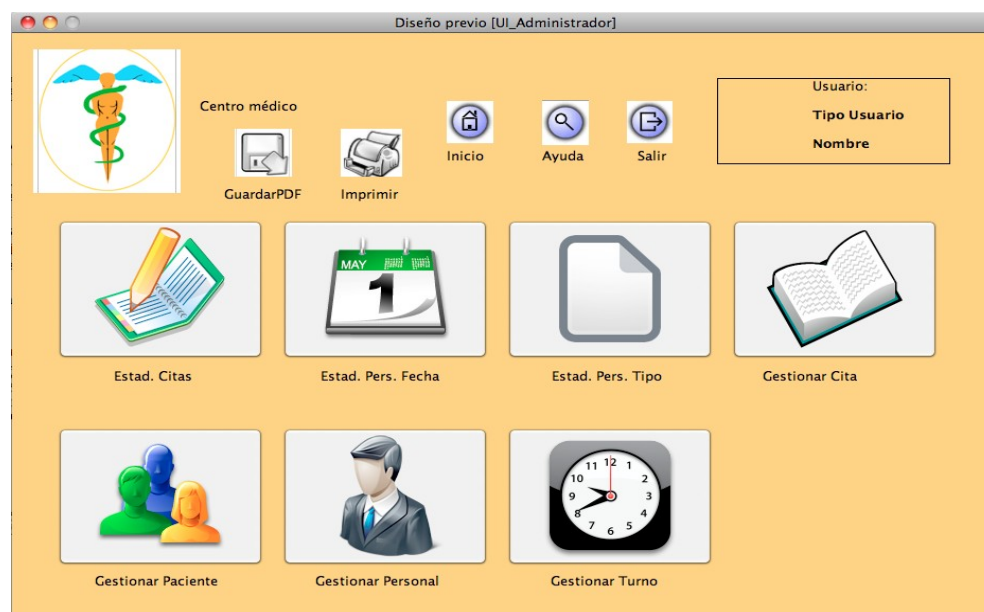 Diseño previo [UI_Administrador]
Centro médico
GuardarPDF
Imprimir
Inicio
Ayuda
Salir
Usuario:
Tipo Usuario
Nombre
MAY
1
Estad. Citas
Estad. Pers. Fecha
Estad. Pers. Tipo
Gestionar Cita
11 12 1
10 2
9 3
8 4
7 6 5
Gestionar Paciente
Gestionar Personal
Gestionar Turno